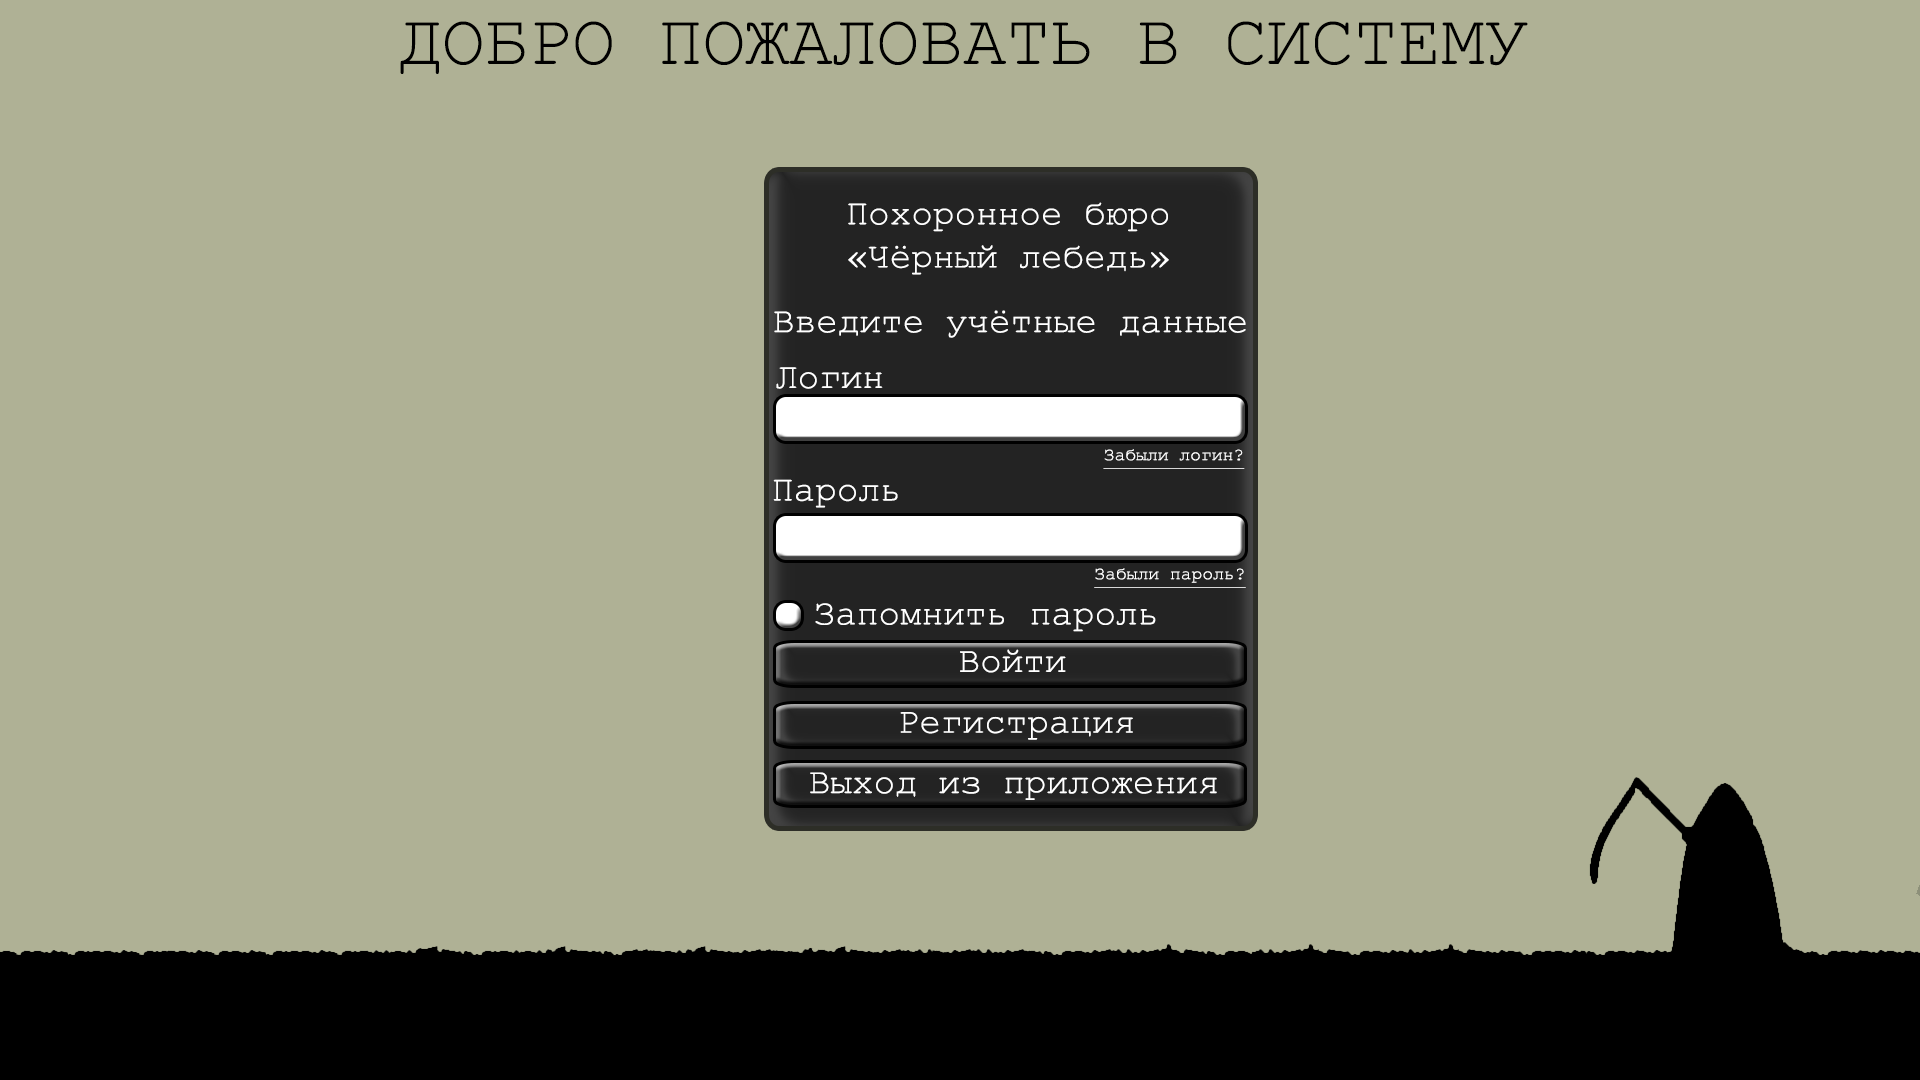 ДОБРО ПОЖАЛОВАТЬ В СИСТЕМУ
Похоронное бюро
«Чёрный лебедь»
Введите учётные данные
Логин
Забыли логин?
Пароль
Забыли пароль?
Запомнить пароль
Войти
Регистрация
Выход из приложения